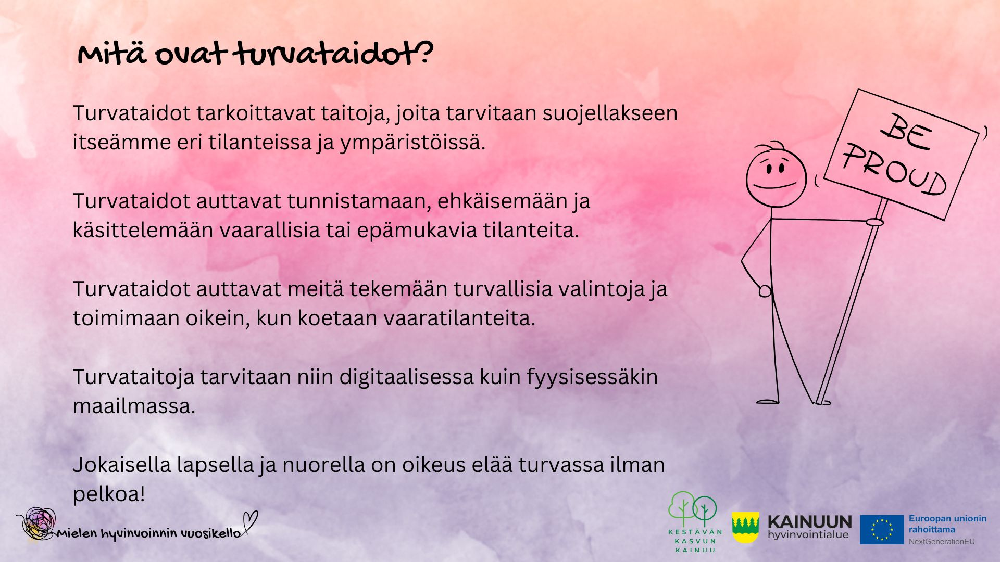 Mitä ovat turvataidot?
Turvataidot tarkoittavat taitoja, joita tarvitaan suojellakseen
itseämme eri tilanteissa ja ympäristöissä.
Turvataidot auttavat tunnistamaan, ehkäisemään ja
käsittelemään vaarallisia tai epämukavia tilanteita.
Turvataidot auttavat meitä tekemään turvallisia valintoja ja
toimimaan oikein, kun koetaan vaaratilanteita.
Turvataitoja tarvitaan niin digitaalisessa kuin fyysisessäkin
maailmassa.
Jokaisella lapsella ja nuorella on oikeus elää turvassa ilman
pelkoa!
BE
PROUD
Mielen hyvinvoinnin vuosikello
KESTÄVÄN
KASVUN
KAINUU
KAINUUN
hyvinvointialue
Euroopan unionin
rahoittama
NextGenerationEU